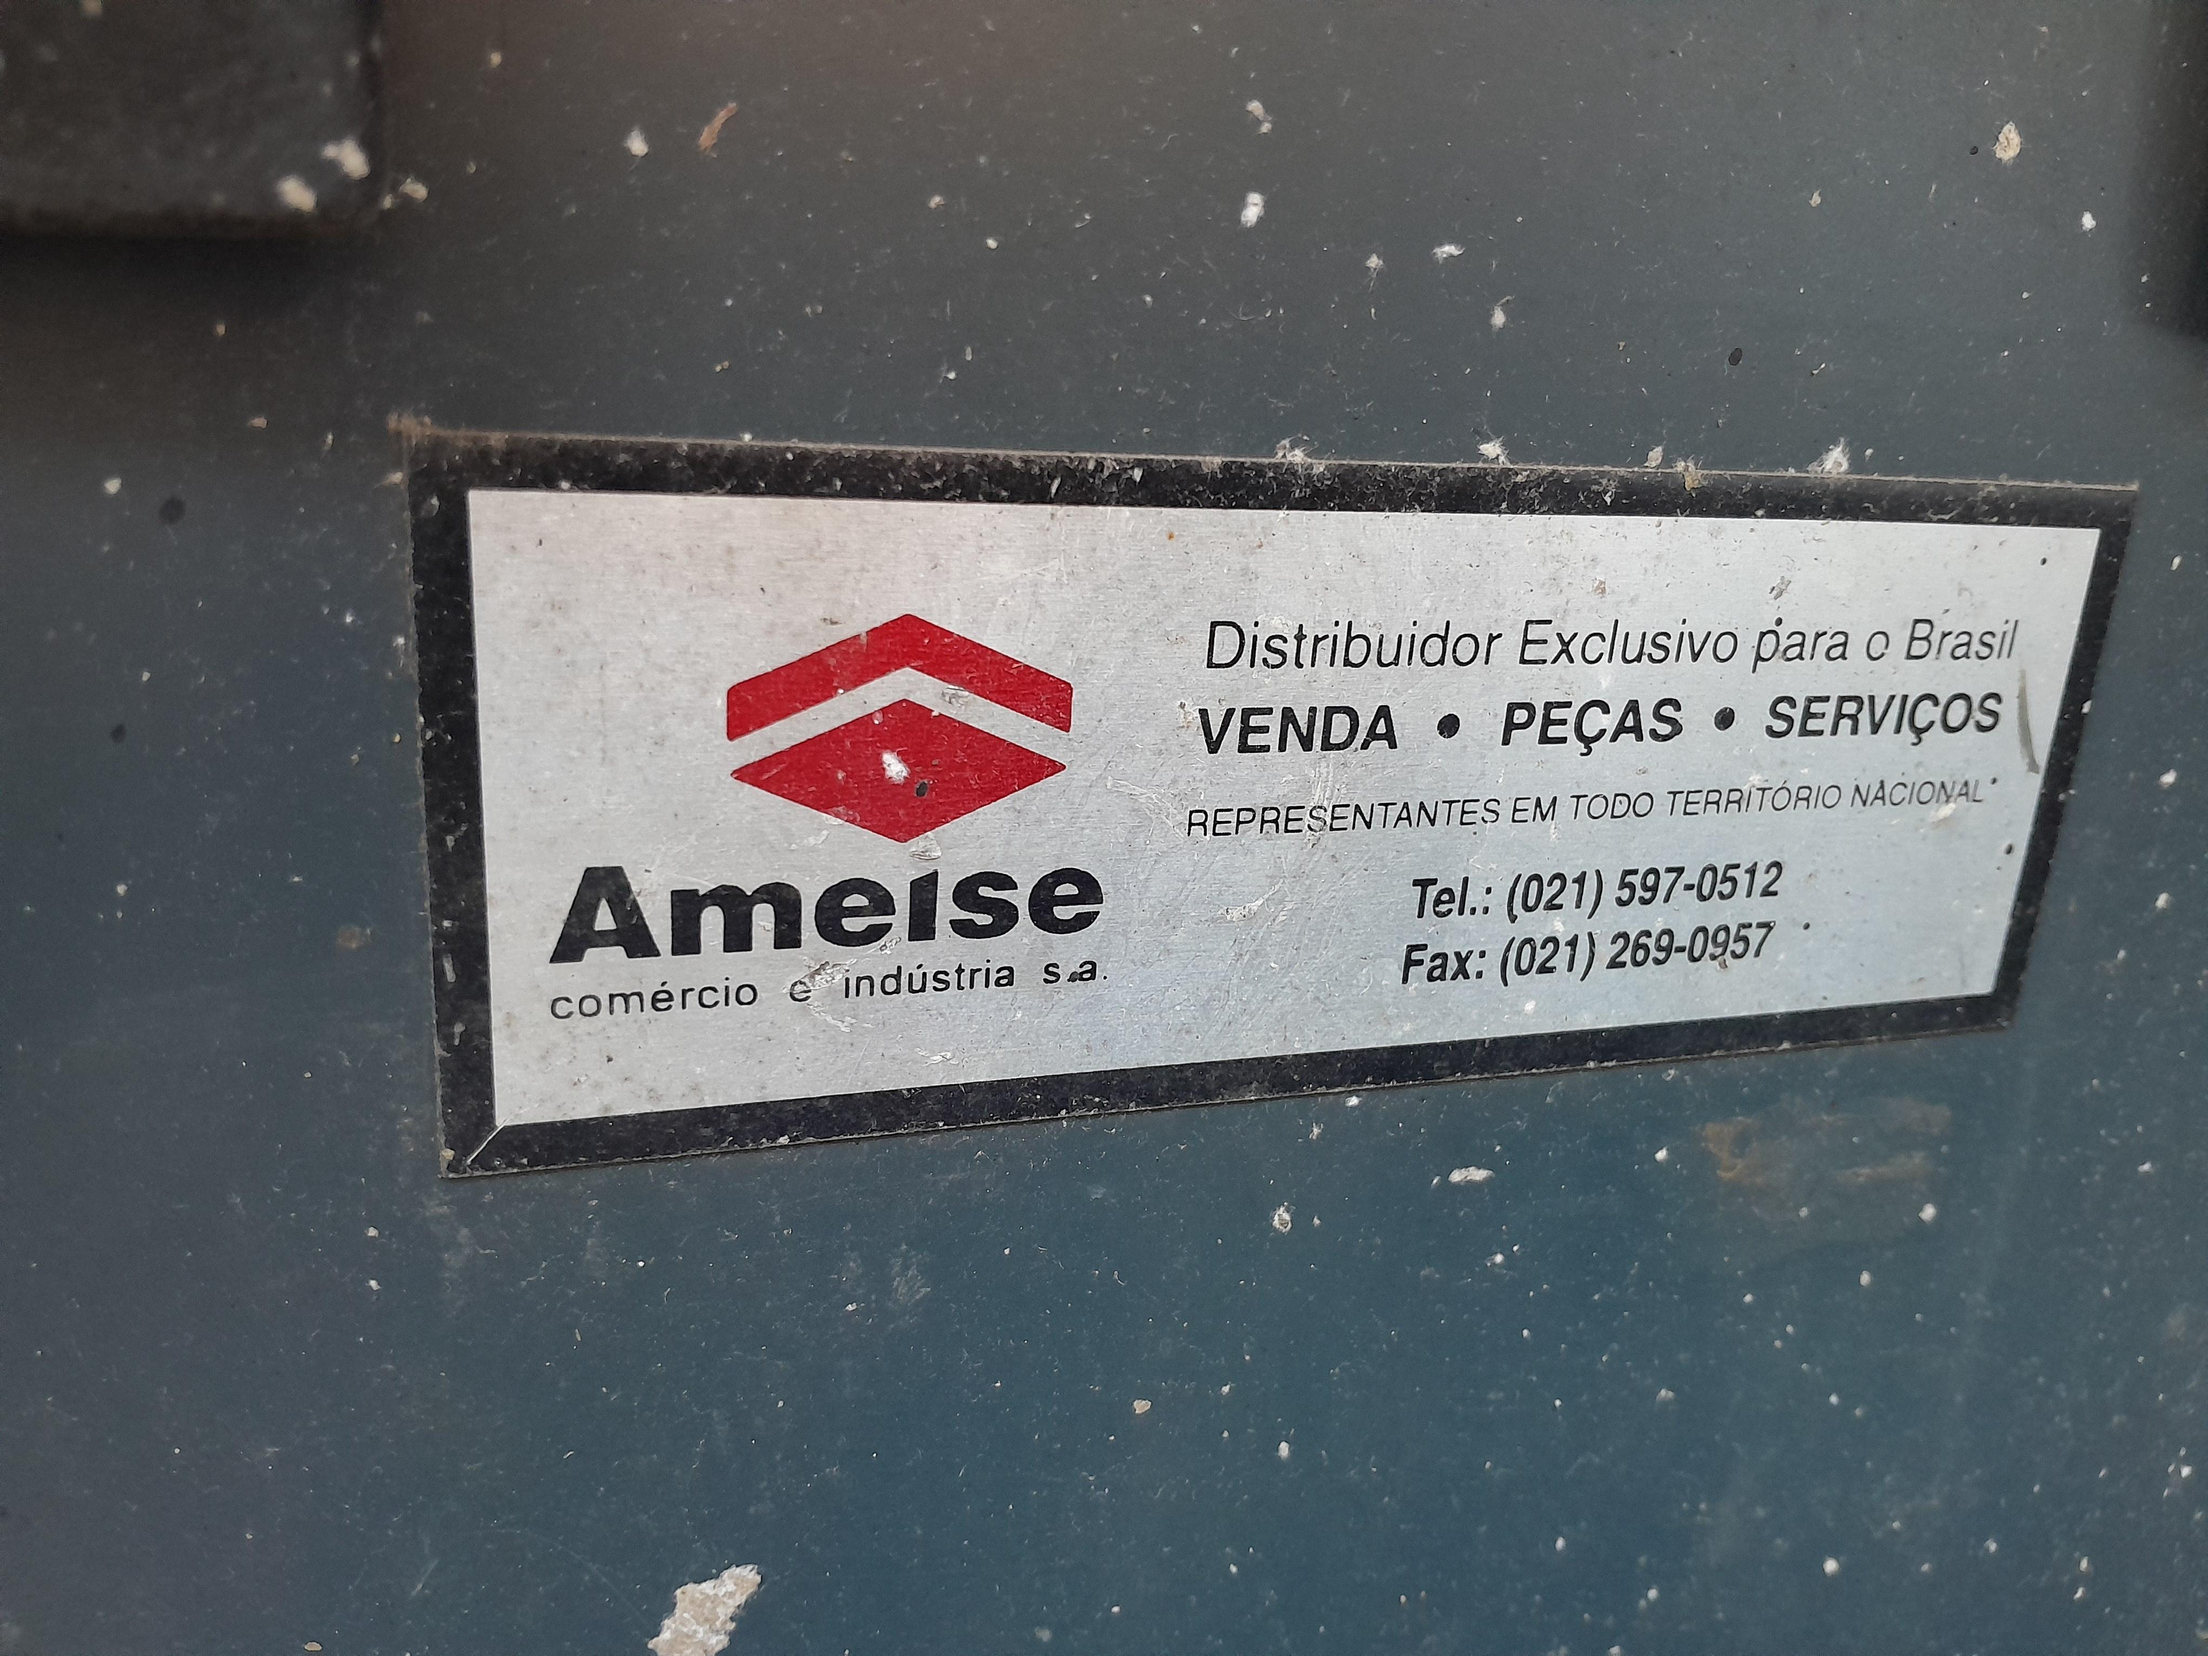 Ameise
comércio e indústria s.a.
Distribuidor Exclusivo para o Brasil
VENDA • PEÇAS • SERVIÇOS
REPRESENTANTES EM TODO TERRITÓRIO NACIONAL
Tel.: (021) 597-0512
Fax: (021) 269-0957